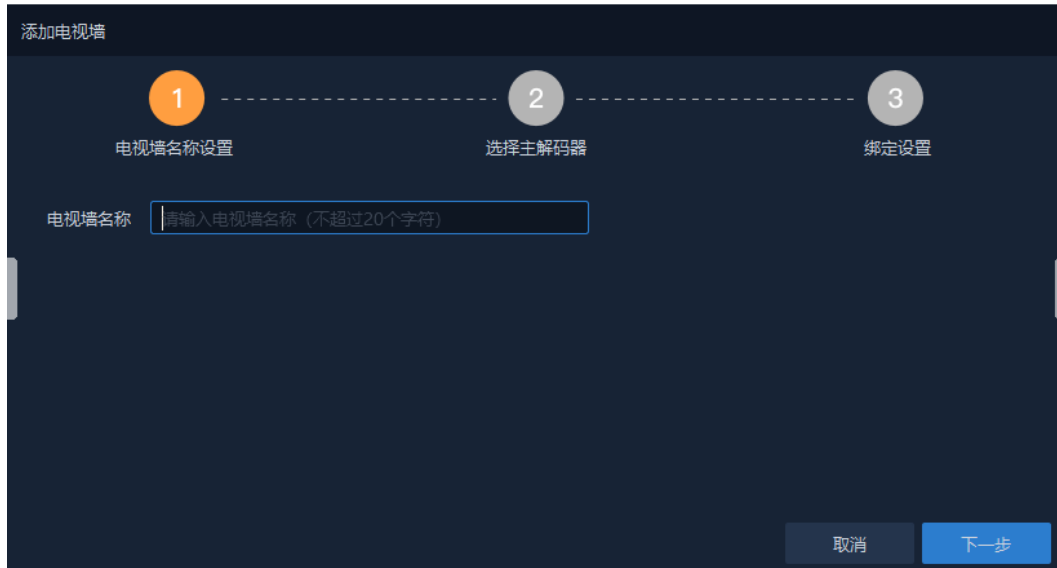 添加电视墙
1 2 3
电视墙名称设置 选择主解码器 绑定设置
电视墙名称 请输入电视墙名称（不超过20个字符）
取消 下一步